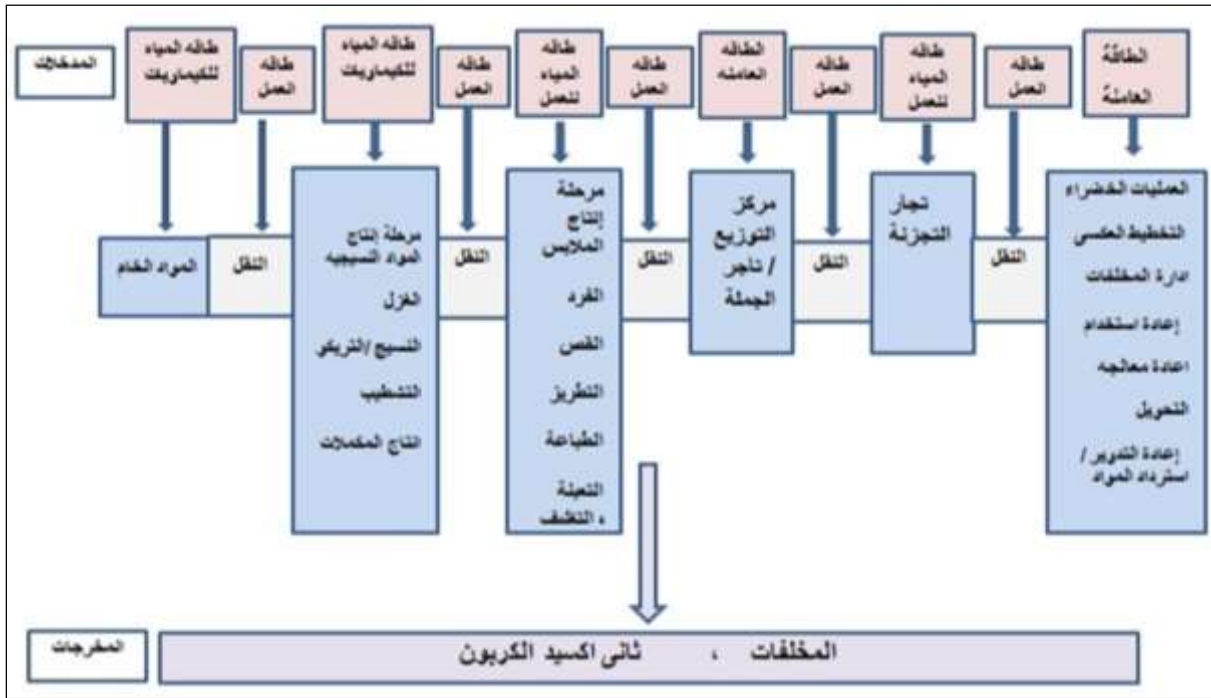 المدخلات
طاقه المياه
للكيماويات
طاقه
العمل
طاقه المياه
للكيماويات
طاقه
العمل
طاقه
المياه
للعمل
طاقه
العمل
الطاقه
العامله
طاقه
العمل
طاقه
المياه
للعمل
طاقه
العمل
الطاقة
العاملة
المواد الخام
النقل
مرحلة إنتاج
المواد النسيجيه
الغزل
النسيج /التريكو
التشطيب
انتاج المكملات
النقل
مرحلة
إنتاج
الملابس
الفرد
القص
التطريز
الطباعة
التعبئة
، التغليف
النقل
مركز
التوزيع
/ تاجر
الجملة
النقل
تجار
التجزئة
النقل
العمليات الخضراء
التخطيط العكسى
ادارة المخلفات
إعادة استخدام
اعادة معالجه
التحويل
إعادة التدوير /
استرداد المواد
المخرجات
المخلفات ، ثانى اكسيد الكربون